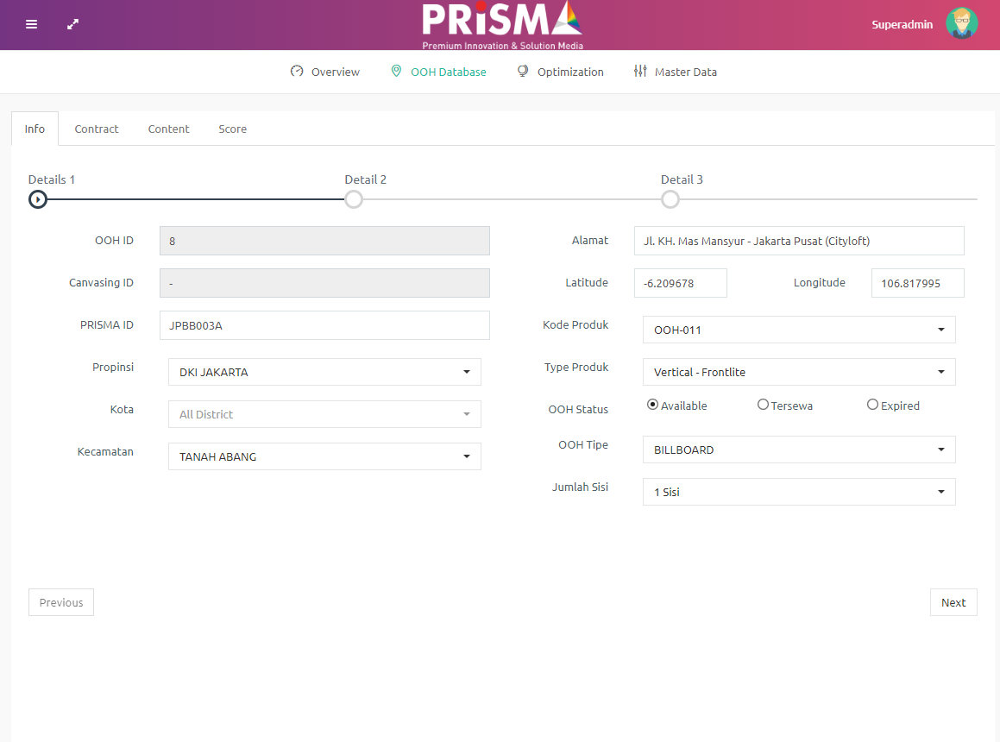 PRiSMA
Premium Innovation & Solution Media
Superadmin
Overview
OOH Database
Optimization
Master Data
Info
Contract
Content
Score
Details 1
Detail 2
Detail 3
OOH ID
8
Canvasing ID
-
PRISMA ID
JPBB003A
Propinsi
DKI JAKARTA
Kota
All District
Kecamatan
TANAH ABANG
Alamat
Jl. KH. Mas Mansyur - Jakarta Pusat (Cityloft)
Latitude
-6.209678
Longitude
106.817995
Kode Produk
OOH-011
Type Produk
Vertical - Frontlite
OOH Status
Available
Tersewa
Expired
OOH Tipe
BILLBOARD
Jumlah Sisi
1 Sisi
Previous
Next